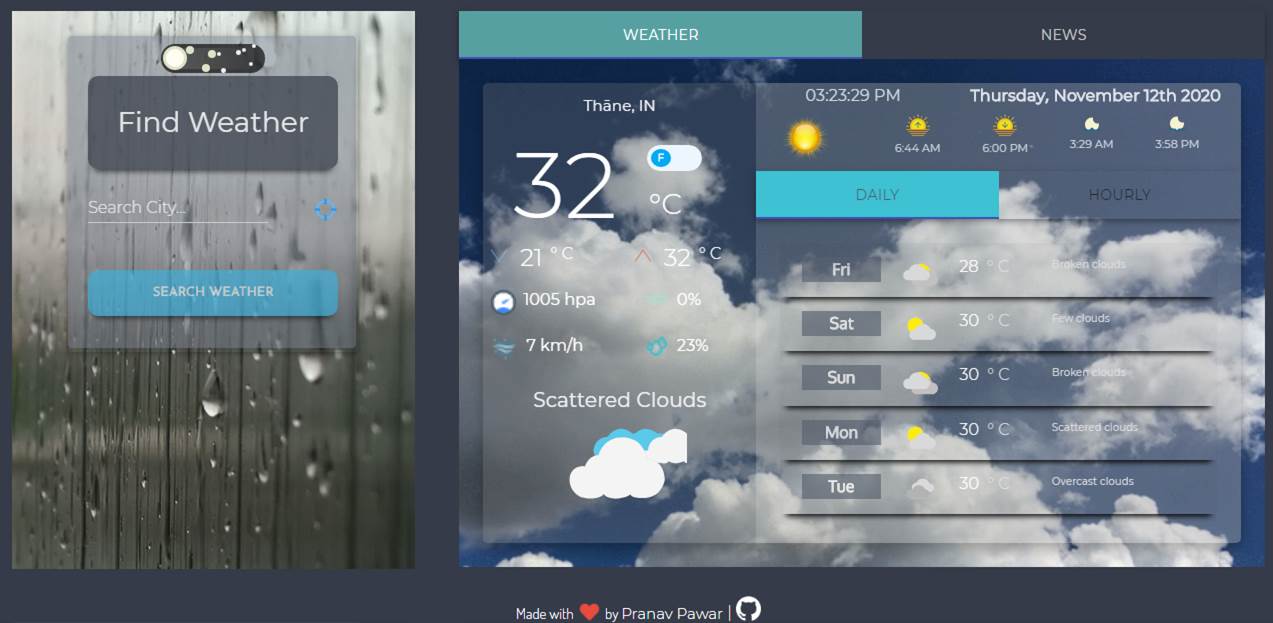 Find Weather
Search City...
SEARCH WEATHER
WEATHER NEWS
Thāne, IN
32 F °C
21 ° C 32 ° C
1005 hpa 0%
7 km/h 23%
Scattered Clouds
03:23:29 PM Thursday, November 12th 2020
6:44 AM 6:00 PM 3:29 AM 3:58 PM
DAILY HOURLY
Fri 28 ° C Broken clouds
Sat 30 ° C Few clouds
Sun 30 ° C Broken clouds
Mon 30 ° C Scattered clouds
Tue 30 ° C Overcast clouds
Made with ❤ by Pranav Pawar |